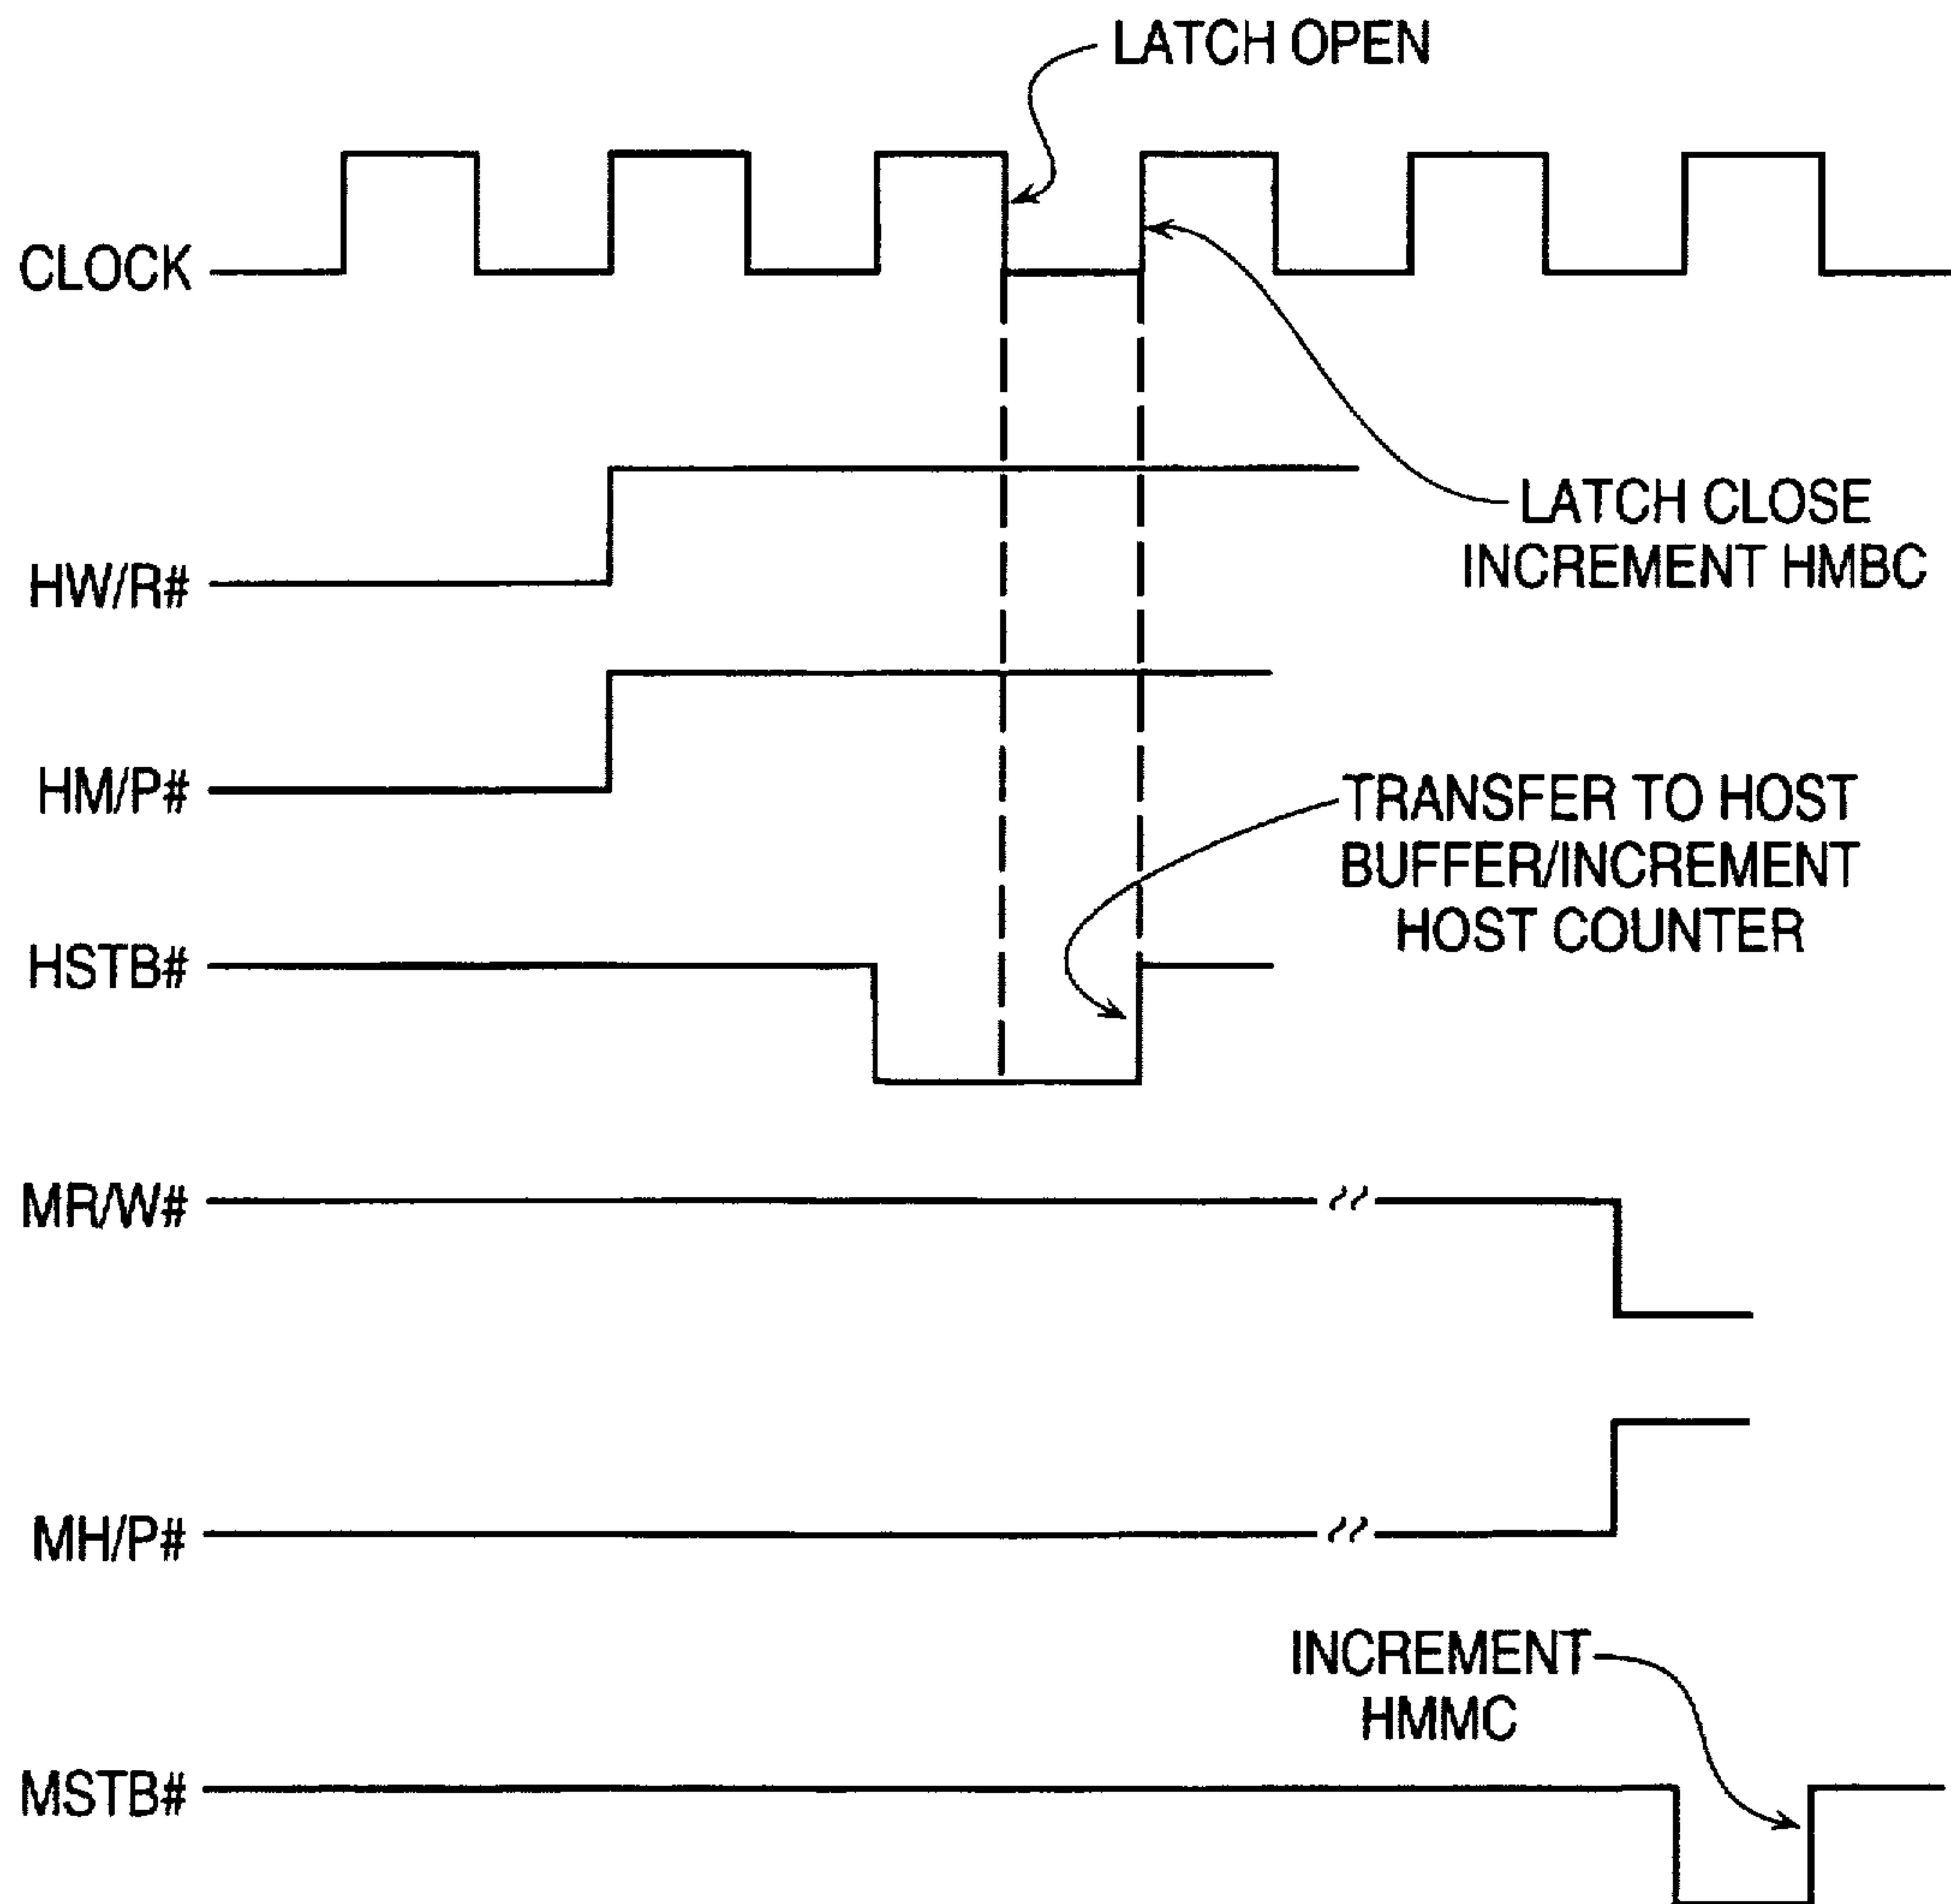 LATCH OPEN
CLOCK
LATCH CLOSE
INCREMENT HMBC
HW/R#
HM/P#
TRANSFER TO HOST
BUFFER/INCREMENT
HOST COUNTER
HSTB#
MR/W#
MH/P#
INCREMENT
HMMC
MSTB#